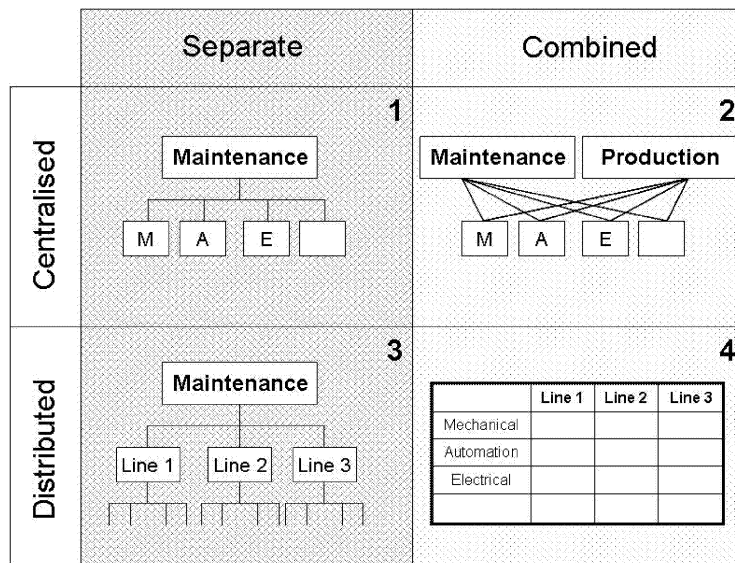 Separate Combined
Centralised
1
Maintenance
M A E
2
Maintenance Production
M A E
Distributed
3
Maintenance
Line 1 Line 2 Line 3
4
Line 1 Line 2 Line 3
Mechanical
Automation
Electrical